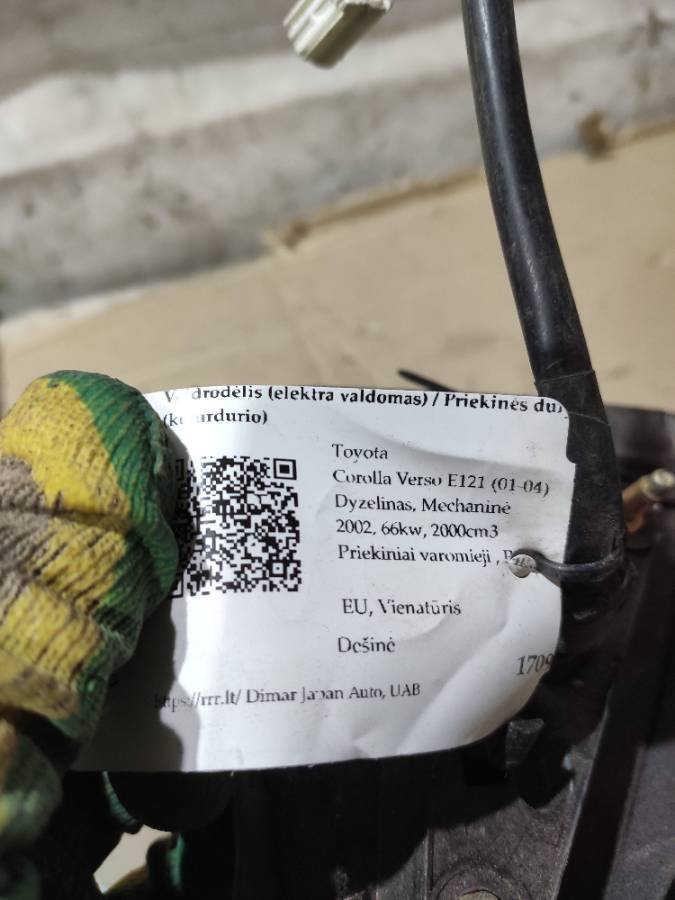 (elektra valdomas) / Priekinės
Toyota
Corolla Verso E121 (01-04)
Dyzelinas, Mechaninė
2002, 66kw, 2000cm3
Priekiniai varomieji ,
EU, Vienatūris
Dešinė
https://rrr.lt/ Dimar Japan Auto, UAB